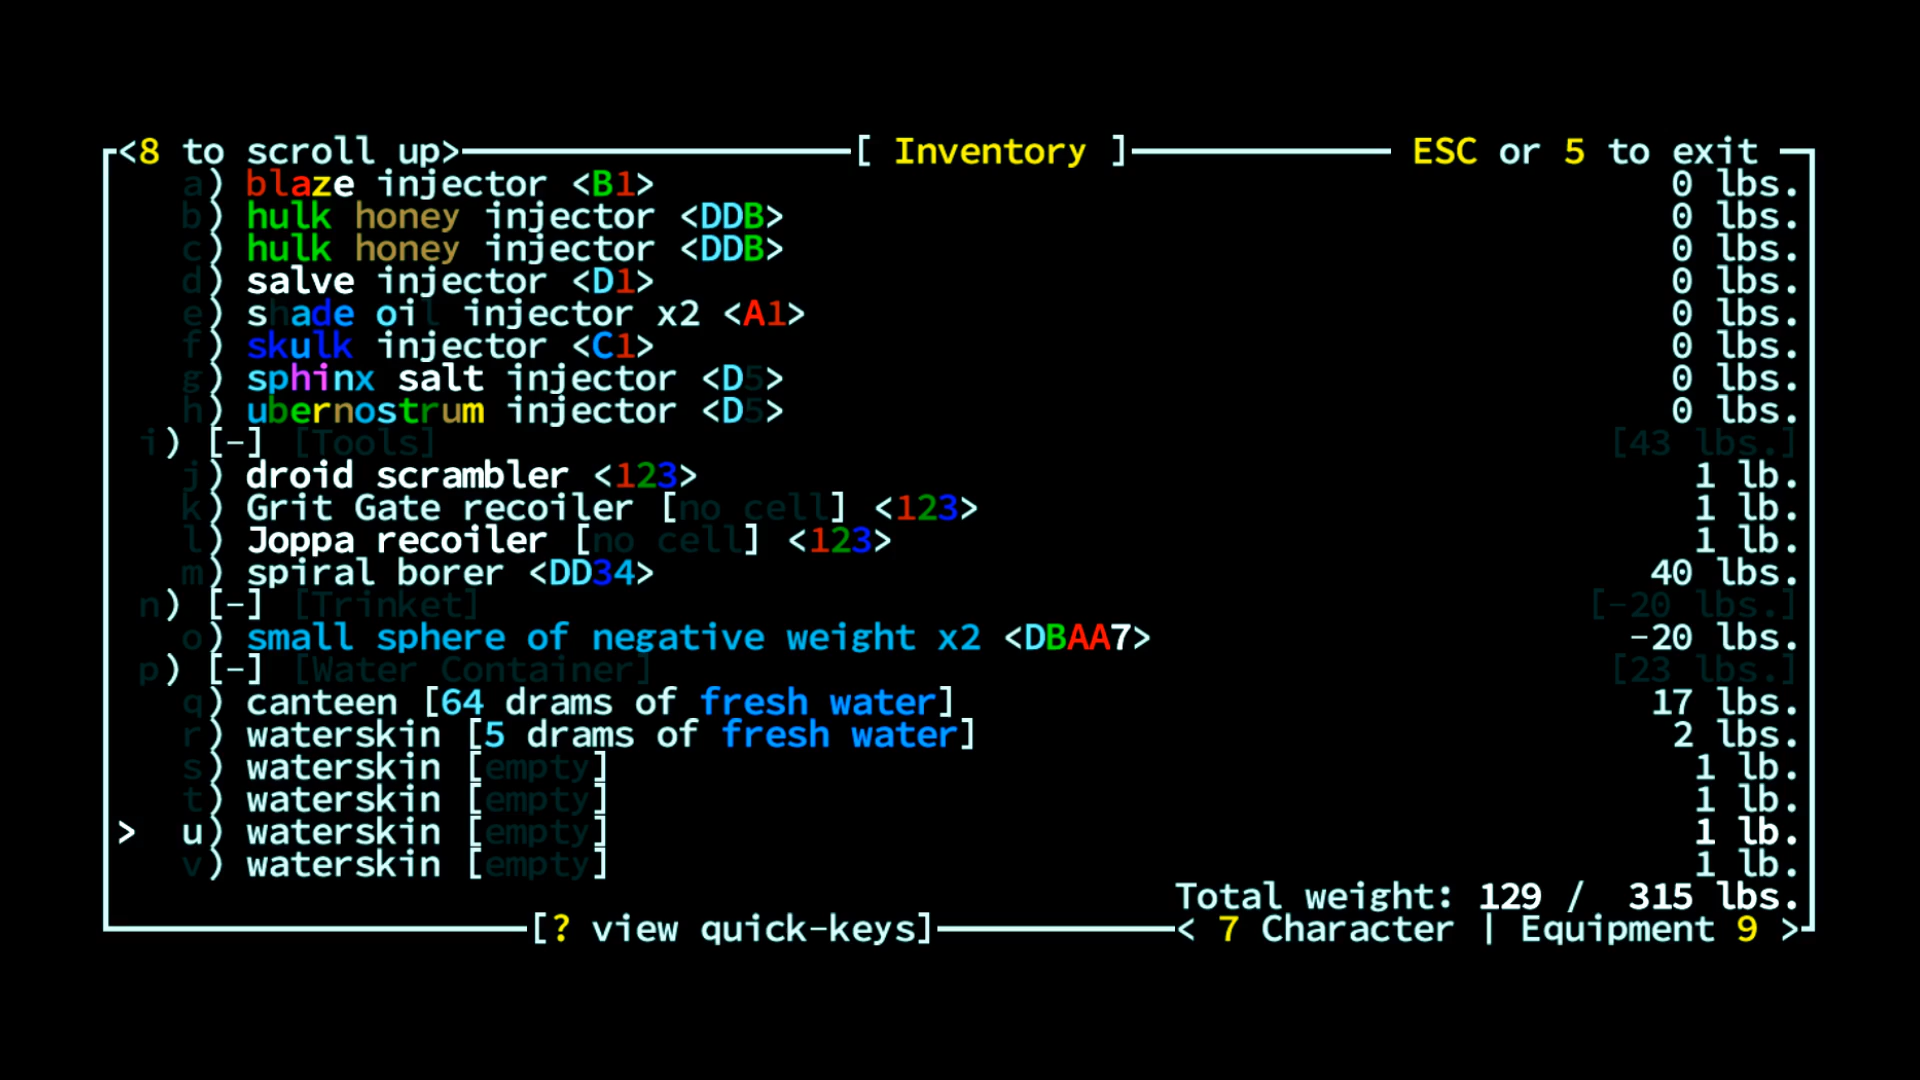 <8 to scroll up> [ Inventory ] ESC or 5 to exit
a) blaze injector <B1> 0 lbs.
b) hulk honey injector <DDB> 0 lbs.
c) hulk honey injector <DDB> 0 lbs.
d) salve injector <D1> 0 lbs.
e) shade oil injector x2 <A1> 0 lbs.
f) skulk injector <C1> 0 lbs.
g) sphinx salt injector <D5> 0 lbs.
h) ubernostrum injector <D5> 0 lbs.
i) [-] [Tools] [43 lbs.]
j) droid scrambler <123> 1 lb.
k) Grit Gate recoiler [no cell] <123> 1 lb.
l) Joppa recoiler [no cell] <123> 1 lb.
m) spiral borer <DD34> 40 lbs.
n) [-] [Trinket] [-20 lbs.]
o) small sphere of negative weight x2 <DBAA7> -20 lbs.
p) [-] [Water Container] [23 lbs.]
q) canteen [64 drams of fresh water] 17 lbs.
r) waterskin [5 drams of fresh water] 2 lbs.
s) waterskin [empty] 1 lb.
t) waterskin [empty] 1 lb.
> u) waterskin [empty] 1 lb.
v) waterskin [empty] 1 lb.
Total weight: 129 / 315 lbs.
[? view quick-keys] < 7 Character | Equipment 9 >